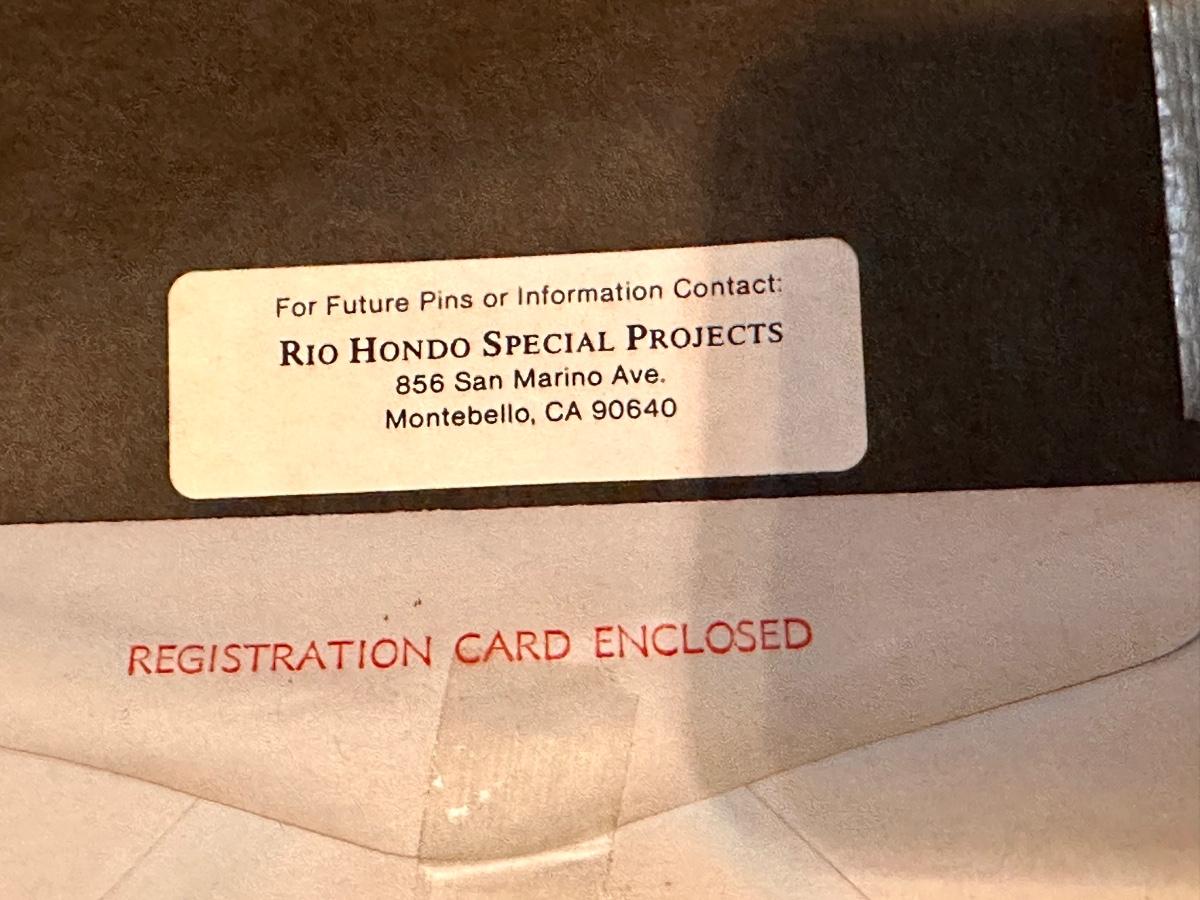 For Future Pins or Information Contact:
RIO HONDO SPECIAL PROJECTS
856 San Marino Ave.
Montebello, CA 90640
REGISTRATION CARD ENCLOSED